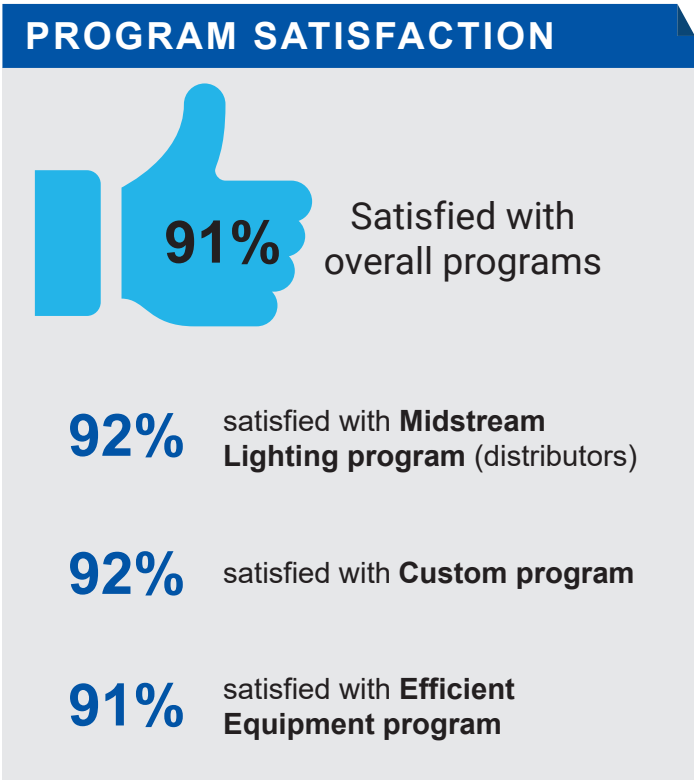 PROGRAM SATISFACTION
91%
Satisfied with
overall programs
92%
satisfied with Midstream
Lighting program (distributors)
92%
satisfied with Custom program
91%
satisfied with Efficient
Equipment program